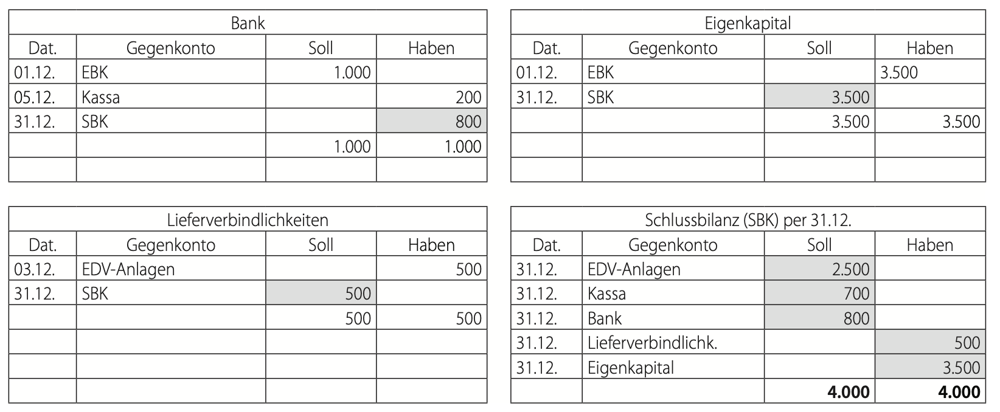 Bank
Dat. Gegenkonto Soll Haben
01.12. EBK 1.000
05.12. Kassa 200
31.12. SBK 800
1.000 1.000
Eigenkapital
Dat. Gegenkonto Soll Haben
01.12. EBK 3.500
31.12. SBK 3.500
3.500 3.500
Lieferverbindlichkeiten
Dat. Gegenkonto Soll Haben
03.12. EDV-Anlagen 500
31.12. SBK 500
500 500
Schlussbilanz (SBK) per 31.12.
Dat. Gegenkonto Soll Haben
31.12. EDV-Anlagen 2.500
31.12. Kassa 700
31.12. Bank 800
31.12. Lieferverbindlichk. 500
31.12. Eigenkapital 3.500
4.000 4.000